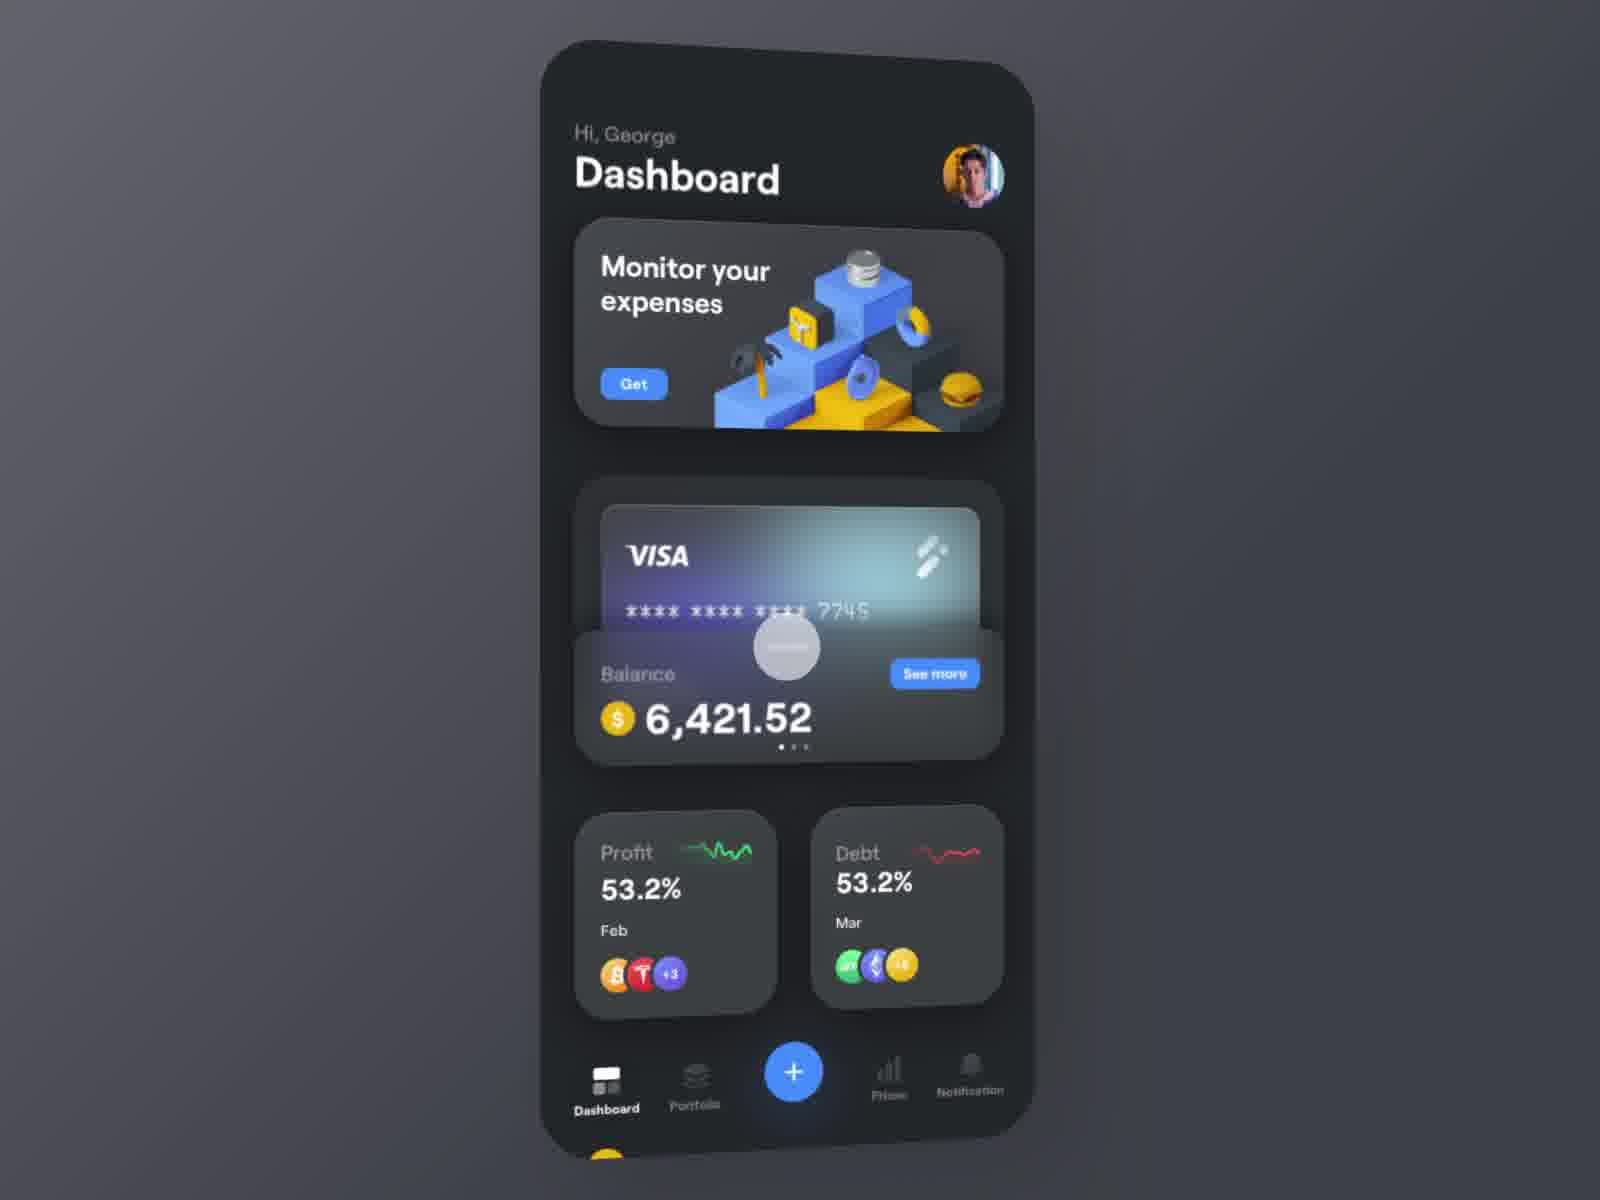 Hi, George
Dashboard
Monitor your
expenses
Get
VISA
**** **** **** 7745
Balance
See more
$ 6,421.52
Profit
53.2%
Feb
+3
Debt
53.2%
Mar
Dashboard
Portfolio
+
Notification